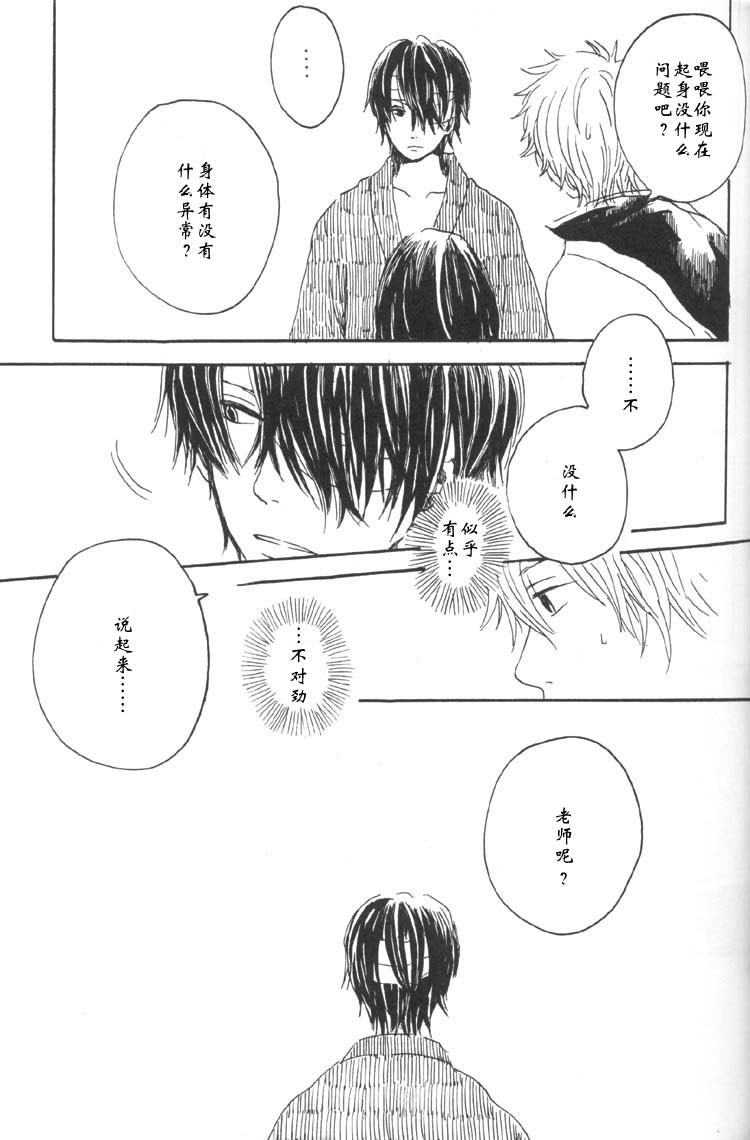 喂喂你现在
起身没什么
问题吧？
‥‥
身体有没有
什么异常？
……不
没什么
似乎
有点…
…不对劲
说起来……
老师呢？